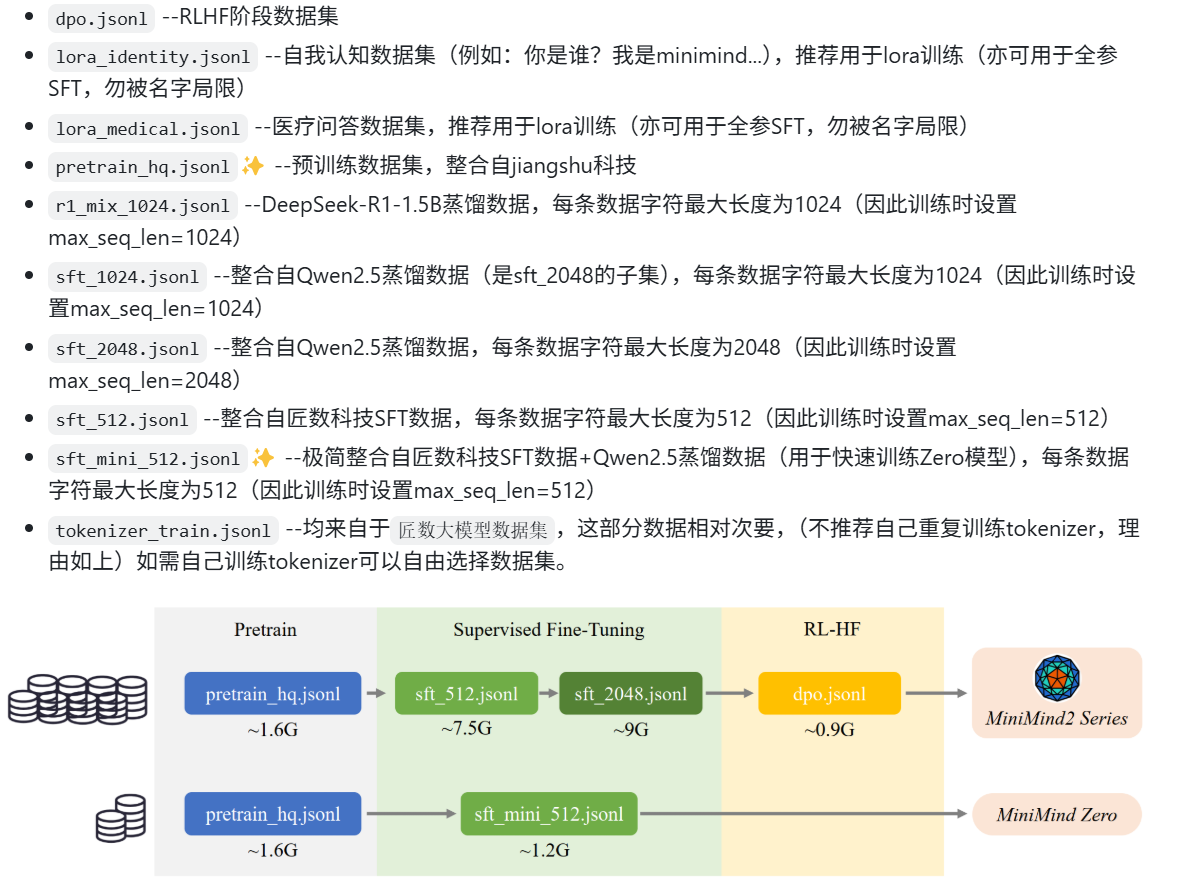 dpo.jsonl --RLHF阶段数据集
lora_identity.jsonl --自我认知数据集（例如：你是谁？我是minimind...），推荐用于lora训练（亦可用于全参
SFT，勿被名字局限）
lora_medical.jsonl --医疗问答数据集，推荐用于lora训练（亦可用于全参SFT，勿被名字局限）
pretrain_hq.jsonl✨ --预训练数据集，整合自jiangshu科技
r1_mix_1024.jsonl --DeepSeek-R1-1.5B蒸馏数据，每条数据字符最大长度为1024（因此训练时设置
max_seq_len=1024）
sft_1024.jsonl --整合自Qwen2.5蒸馏数据（是sft_2048的子集），每条数据字符最大长度为1024（因此训练时设
置max_seq_len=1024）
sft_2048.jsonl --整合自Qwen2.5蒸馏数据，每条数据字符最大长度为2048（因此训练时设置
max_seq_len=2048）
sft_512.jsonl --整合自匠数科技SFT数据，每条数据字符最大长度为512（因此训练时设置max_seq_len=512）
sft_mini_512.jsonl✨ --极简整合自匠数科技SFT数据+Qwen2.5蒸馏数据（用于快速训练Zero模型），每条数据
字符最大长度为512（因此训练时设置max_seq_len=512）
tokenizer_train.jsonl --均来自于匠数大模型数据集，这部分数据相对次要，（不推荐自己重复训练tokenizer，理
由如上）如需自己训练tokenizer可以自由选择数据集。
Pretrain Supervised Fine-Tuning RL-HF
pretrain_hq.jsonl sft_512.jsonl sft_2048.jsonl dpo.jsonl MiniMind2 Series
~1.6G ~7.5G ~9G ~0.9G
pretrain_hq.jsonl sft_mini_512.jsonl MiniMind Zero
~1.6G ~1.2G